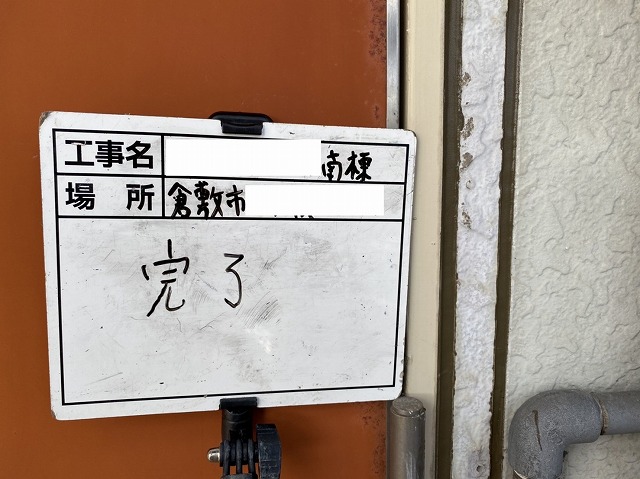 工事名 南棟
場所 倉敷市
完了